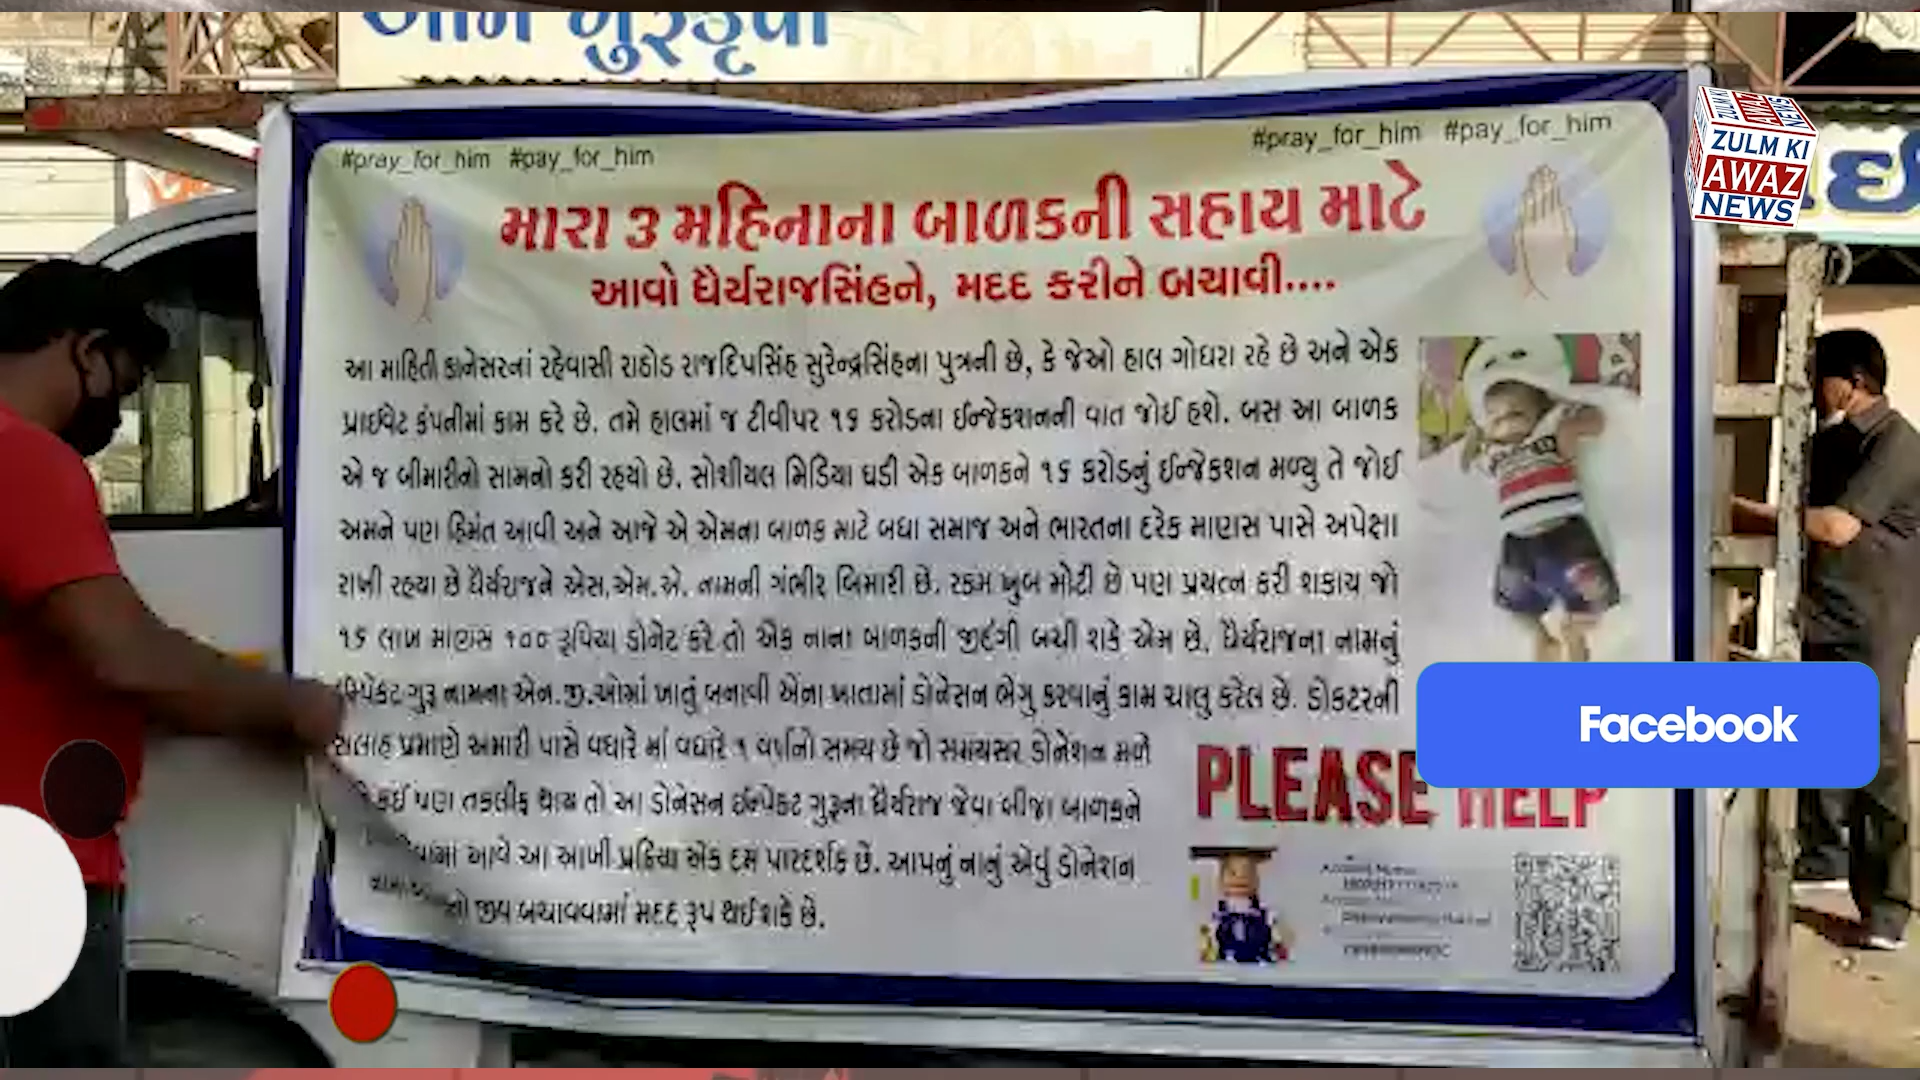 #pray_for_him #pay_for_him
#pray_for_him #pay_for_him
મારા ૩ મહિનાના બાળકની સહાય માટે
આવો ધૈર્યરાજસિંહને, મદદ કરીને બચાવી....
આ માહિતી કાનેસરનાં રહેવાસી રાઠોડ રાજદિપસિંહ સુરેન્દ્રસિંહના પુત્રની છે, કે જેઓ હાલ ગોધરા રહે છે અને એક
પ્રાઇવેટ કંપનીમાં કામ કરે છે. તમે હાલમાં જ ટીવીપર ૧૬ કરોડના ઈન્જેકશનની વાત જોઈ હશે. બસ આ બાળક
એ જ બીમારીનો સામનો કરી રહયો છે. સોશીયલ મિડિયા ઘડી એક બાળકને ૧૬ કરોડનું ઈન્જેકશન મળ્યુ તે જોઈ
અમને પણ હિમંત આવી અને આજે એ એમના બાળક માટે બધા સમાજ અને ભારતના દરેક માણસ પાસે અપેક્ષા
રાખી રહયા છે ધૈર્યરાજને એસ.એમ.એ. નામની ગંભીર બિમારી છે. રકમ ખુબ મોટી છે પણ પ્રયત્ન કરી શકાય જો
૧૬ લાખ માણસ ૧૦૦ રૂપિયા ડોનેટ કરે તો એક નાના બાળકની જીંદગી બચી શકે એમ છે. ધૈર્યરાજના નામનું
ગુરૂ નામના એન.જી.ઓમાં ખાતું બનાવી એના ખાતામાં ડોનેસન ભેગુ કરવાનું કામ ચાલુ કરેલ છે. ડોકટરની
સલાહ પ્રમાણે અમારી પાસે વધારે માં વધારે ૧ વર્ષનો સમય છે જો સમયસર ડોનેશન મળે
કઈ પણ તકલીફ થાય તો આ ડોનેસન ઈમ્પેકટ ગુરૂના ધૈર્યરાજ જેવા બીજા બાળકને
આવે આ આખી પ્રક્રિયા એક દમ પારદર્શક છે. આપનું નાનું એવું ડોનેશન
જીવ બચાવવામાં મદદ રૂપ થઈ શકે છે.
PLEASE HELP
ZULM KI
AWAZ
NEWS
Facebook